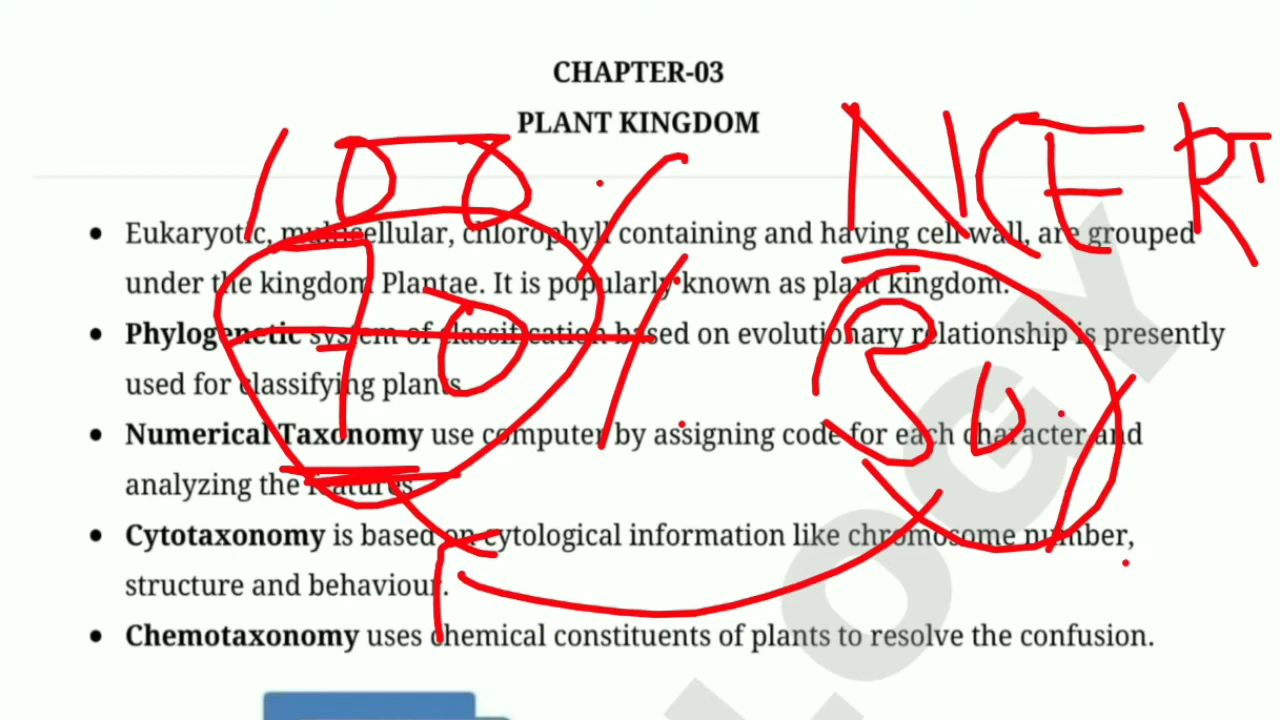 CHAPTER-03
PLANT KINGDOM
100 %
NCERT
Eukaryotic, multicellular, chlorophyll containing and having cell wall, are grouped
under the kingdom Plantae. It is popularly known as plant kingdom.
70 %
Phylogenetic system of classification based on evolutionary relationship is presently
used for classifying plants.
Numerical Taxonomy use computer by assigning code for each character and
analyzing the features.
Cytotaxonomy is based on cytological information like chromosome number,
structure and behaviour.
Chemotaxonomy uses chemical constituents of plants to resolve the confusion.